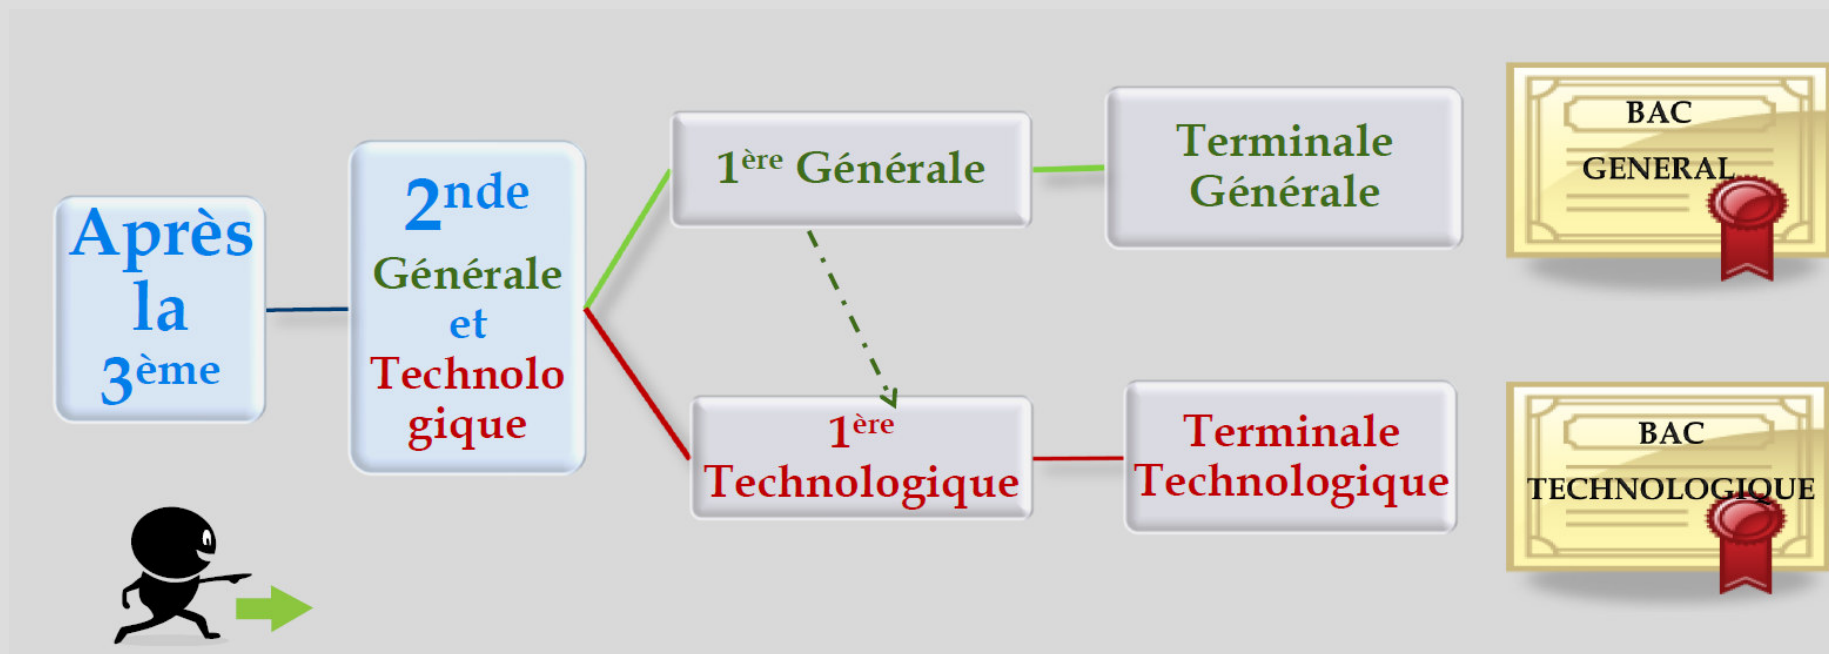 Après
la
3ème
2nde
Générale
et
Technolo
gique
1ère Générale
Terminale
Générale
BAC
GENERAL
1ère
Technologique
Terminale
Technologique
BAC
TECHNOLOGIQUE